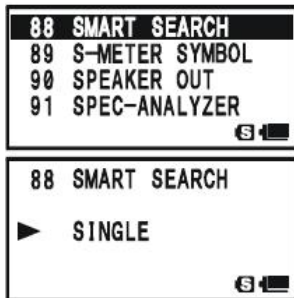 88 SMART SEARCH
89 S-METER SYMBOL
90 SPEAKER OUT
91 SPEC-ANALYZER
S
88 SMART SEARCH
SINGLE
S